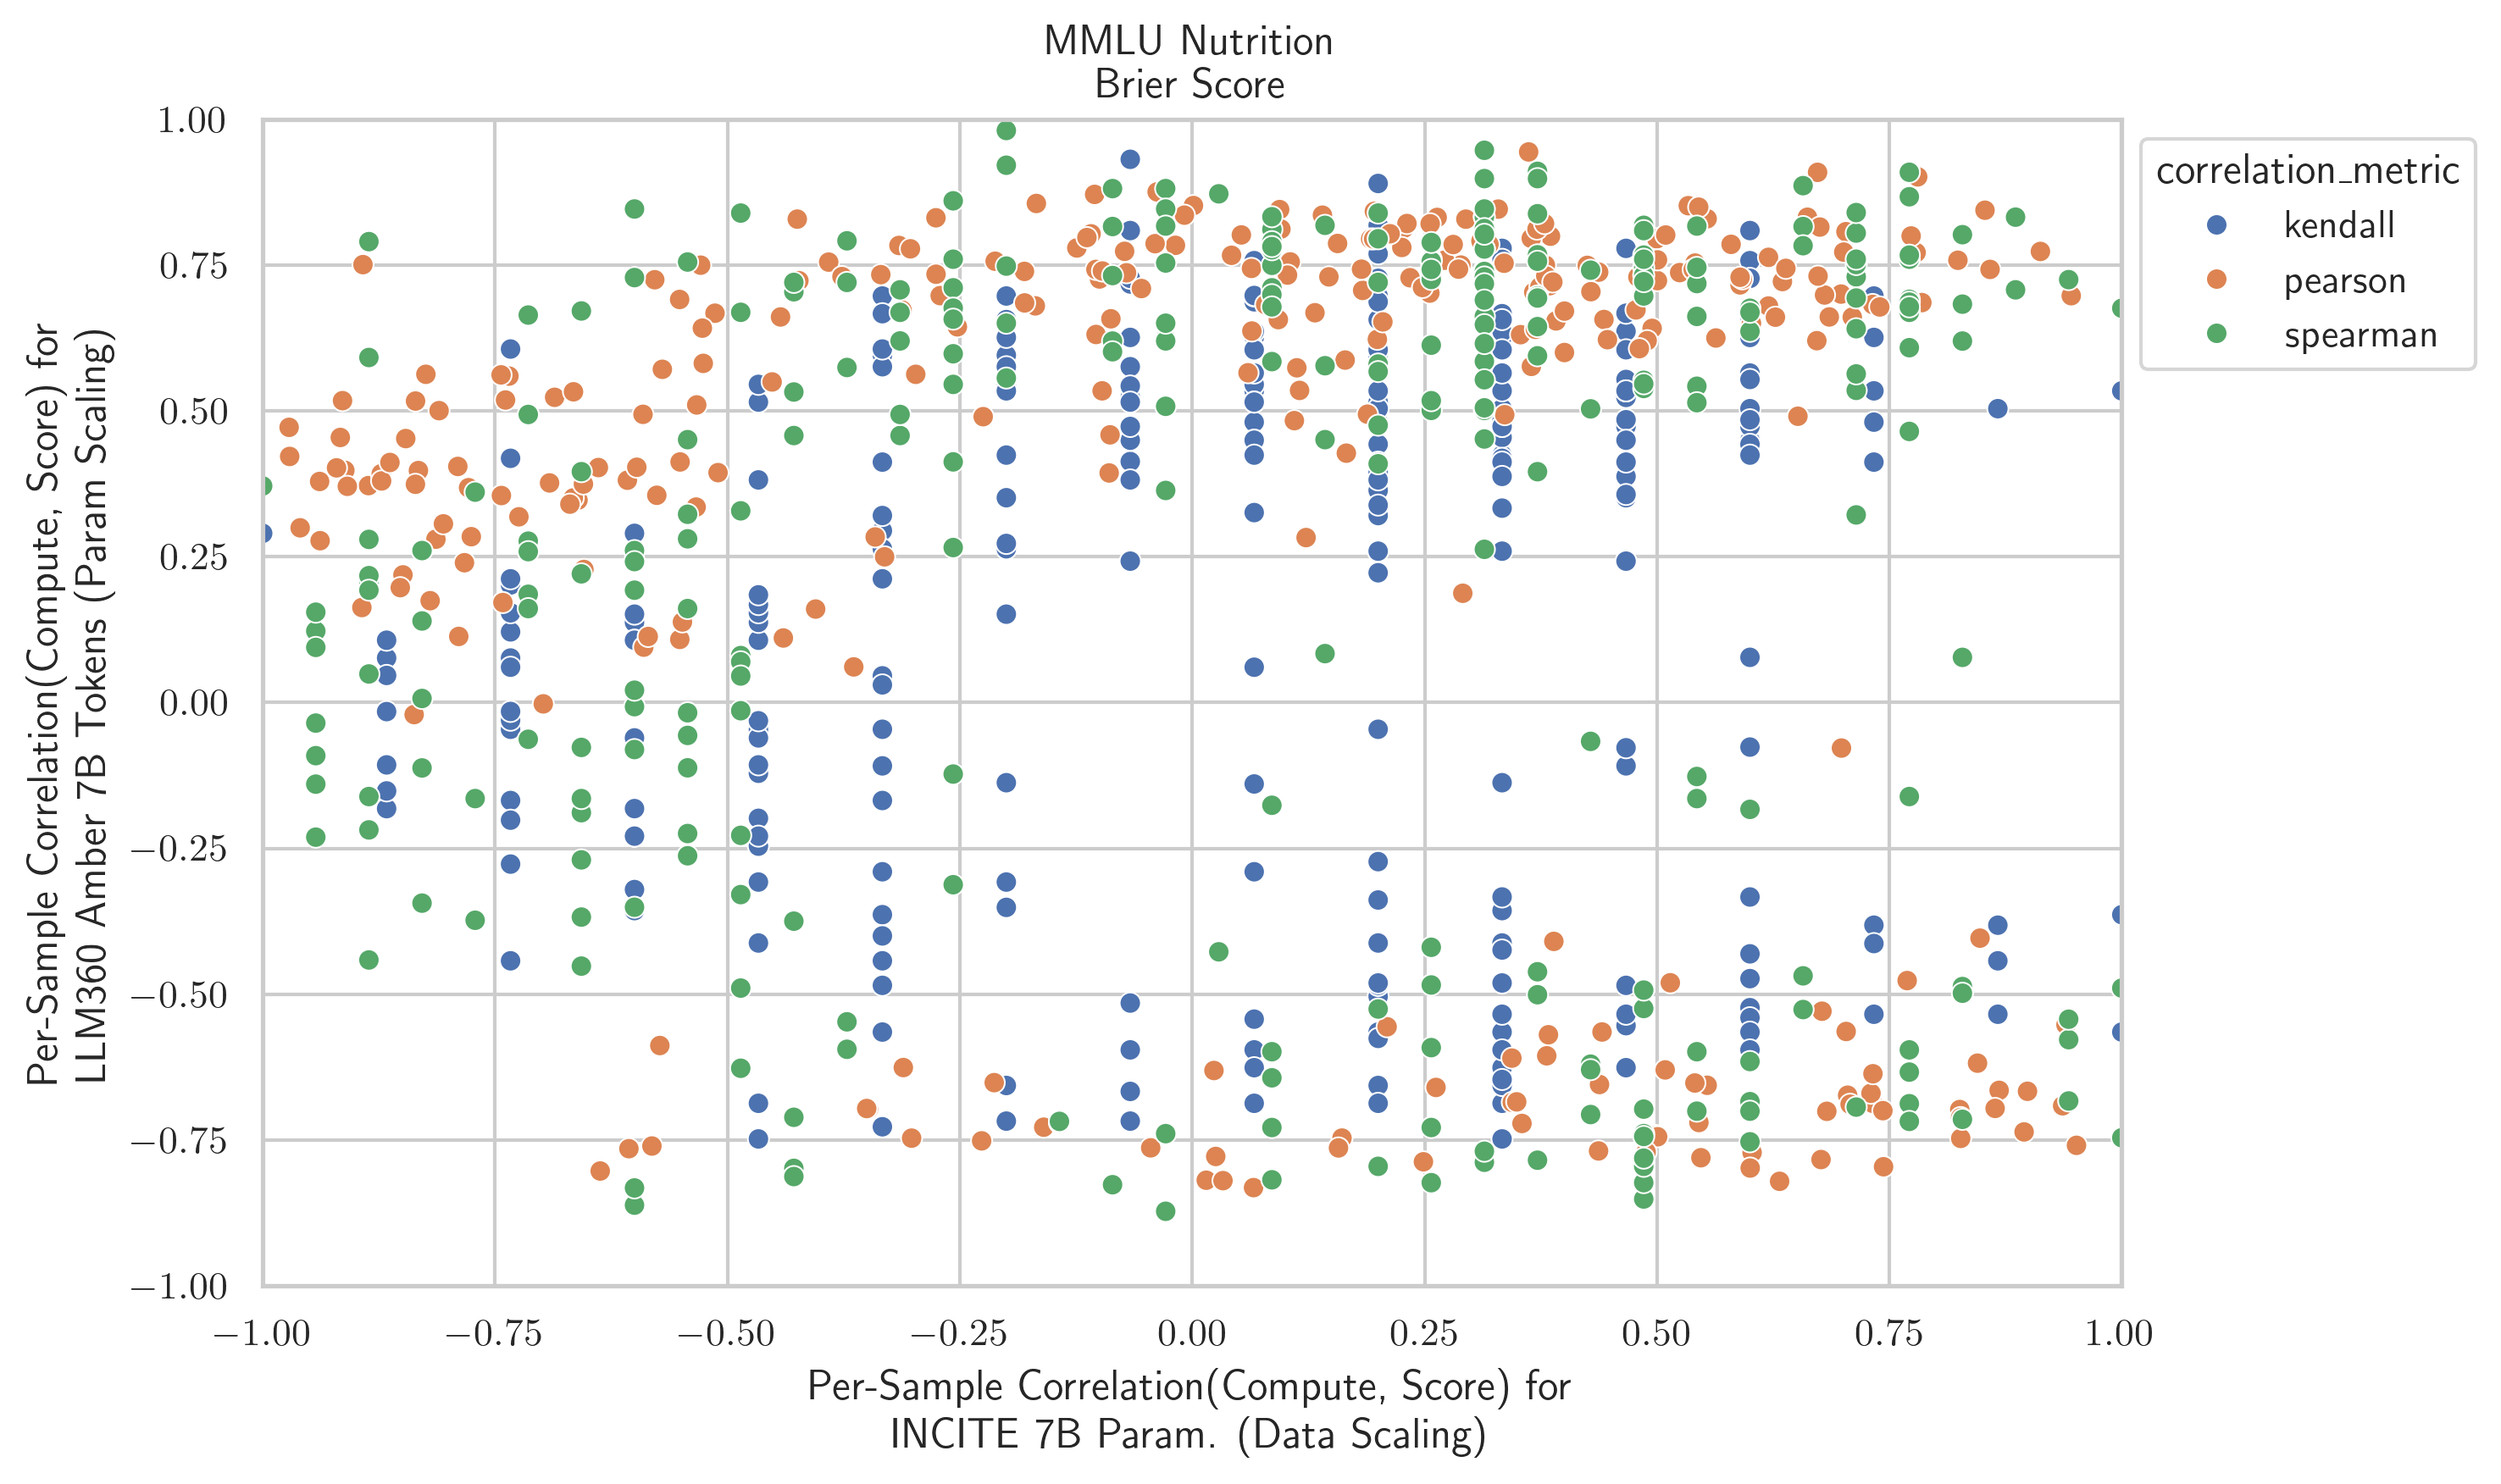 MMLU Nutrition
Brier Score
1.00
0.75
0.50
0.25
0.00
−0.25
−0.50
−0.75
−1.00
Per-Sample Correlation(Compute, Score) for
LLM360 Amber 7B Tokens (Param Scaling)
−1.00
−0.75
−0.50
−0.25
0.00
0.25
0.50
0.75
1.00
Per-Sample Correlation(Compute, Score) for
INCITE 7B Param. (Data Scaling)
correlation_metric
kendall
pearson
spearman